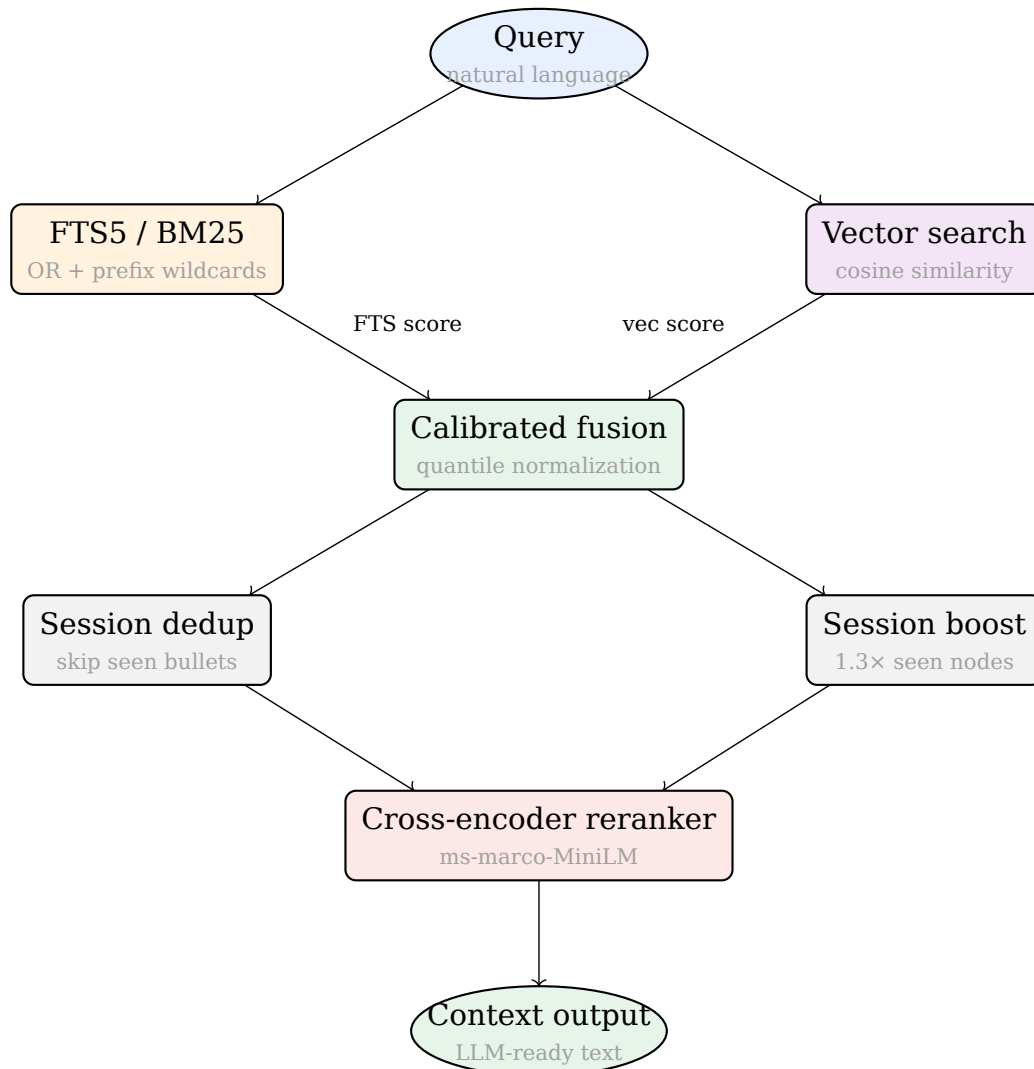 Query
natural language
FTS5 / BM25
OR + prefix wildcards
Vector search
cosine similarity
FTS score
vec score
Calibrated fusion
quantile normalization
Session dedup
skip seen bullets
Session boost
1.3× seen nodes
Cross-encoder reranker
ms-marco-MiniLM
Context output
LLM-ready text